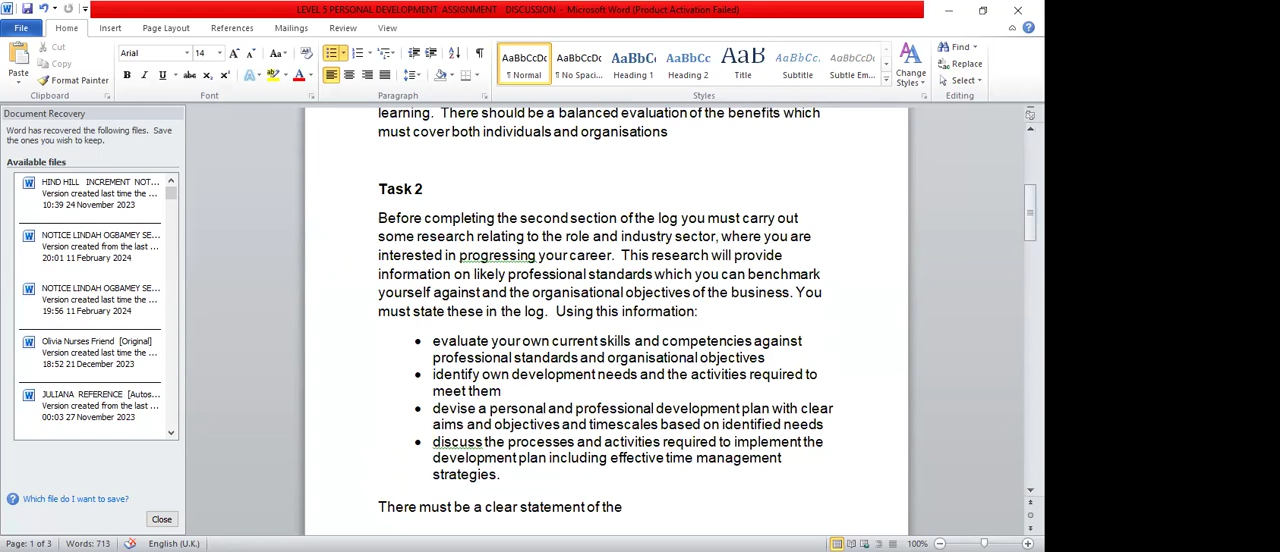 LEVEL 5 PERSONAL DEVELOPMENT ASSIGNMENT DISCUSSION - Microsoft Word (Product Activation Failed)
File Home Insert Page Layout References Mailings Review View
Cut
Copy
Format Painter
Paste
Clipboard
Arial 14
Font
Paragraph
AaBbCcDc AaBbCcDc AaBbC AaBbCc AaB AaBbCc. AaBbCcDc
¶ Normal ¶ No Spaci... Heading 1 Heading 2 Title Subtitle Subtle Em...
Styles
Change
Styles
Find
Replace
Select
Editing
Document Recovery
Word has recovered the following files. Save
the ones you wish to keep.
Available files
HIND HILL INCREMENT NOT...
Version created last time the ...
10:39 24 November 2023
NOTICE LINDAH OGBAMEY SE...
Version created from the last ...
20:01 11 February 2024
NOTICE LINDAH OGBAMEY SE...
Version created last time the ...
19:56 11 February 2024
Olivia Nurses Friend [Original]
Version created last time the ...
18:52 21 December 2023
JULIANA REFERENCE [Autos...
Version created from the last ...
00:03 27 November 2023
Which file do I want to save?
Close
learning. There should be a balanced evaluation of the benefits which
must cover both individuals and organisations
Task 2
Before completing the second section of the log you must carry out
some research relating to the role and industry sector, where you are
interested in progressing your career. This research will provide
information on likely professional standards which you can benchmark
yourself against and the organisational objectives of the business. You
must state these in the log. Using this information:
• evaluate your own current skills and competencies against
professional standards and organisational objectives
• identify own development needs and the activities required to
meet them
• devise a personal and professional development plan with clear
aims and objectives and timescales based on identified needs
• discuss the processes and activities required to implement the
development plan including effective time management
strategies.
There must be a clear statement of the
Page: 1 of 3 Words: 713 English (U.K.) 100%